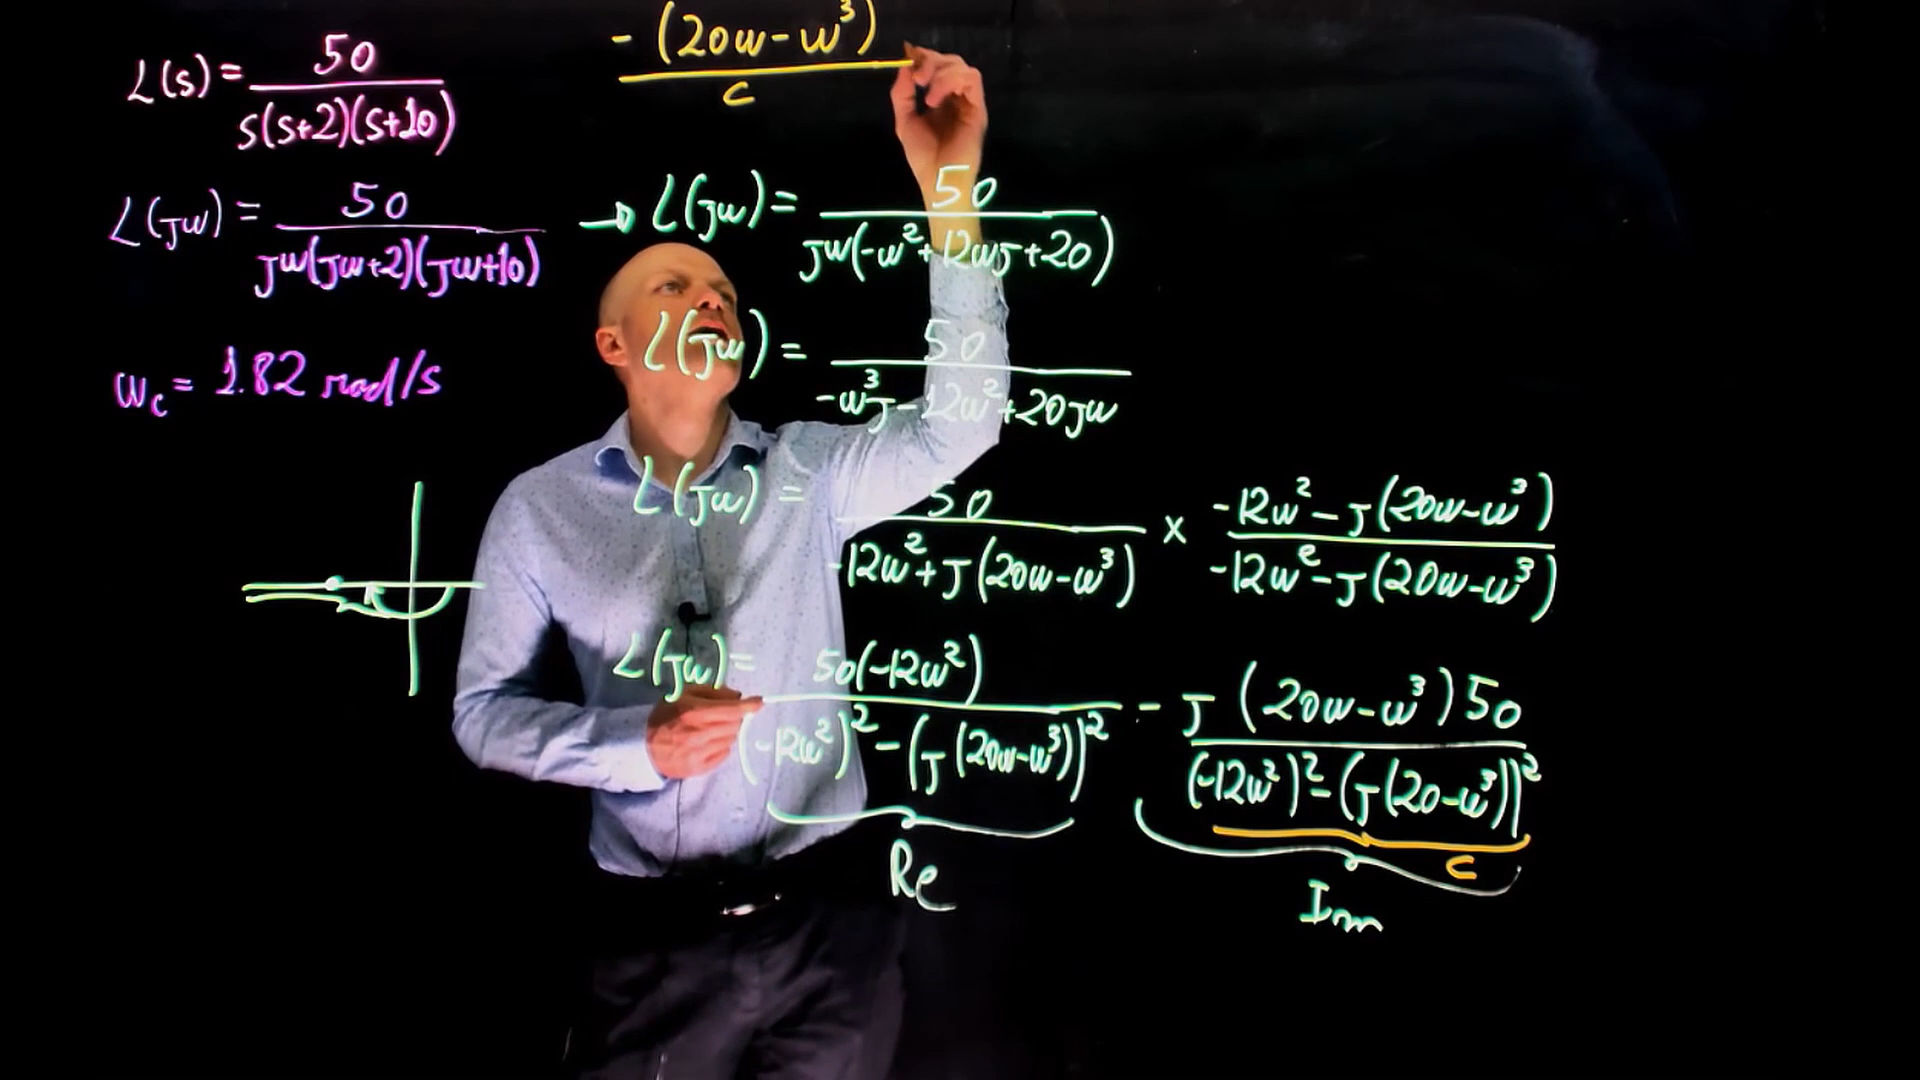 L(s) = 50 / s(s+2)(s+10)
L(jw) = 50 / jw(jw+2)(jw+10)
wc = 1.82 rad/s
-(20w-w³) / c
→ L(jw) = 50 / jw(-w²+12wj+20)
L(jw) = 50 / -w³j-12w²+20jw
L(jw) = 50 / -12w²+j(20w-w³) x -12w²-j(20w-w³) / -12w²-j(20w-w³)
L(jw) = 50(-12w²) / (-12w²)²-(j(20w-w³))² - j(20w-w³)50 / (-12w²)²-(j(20-w³))²
c
Re
Im